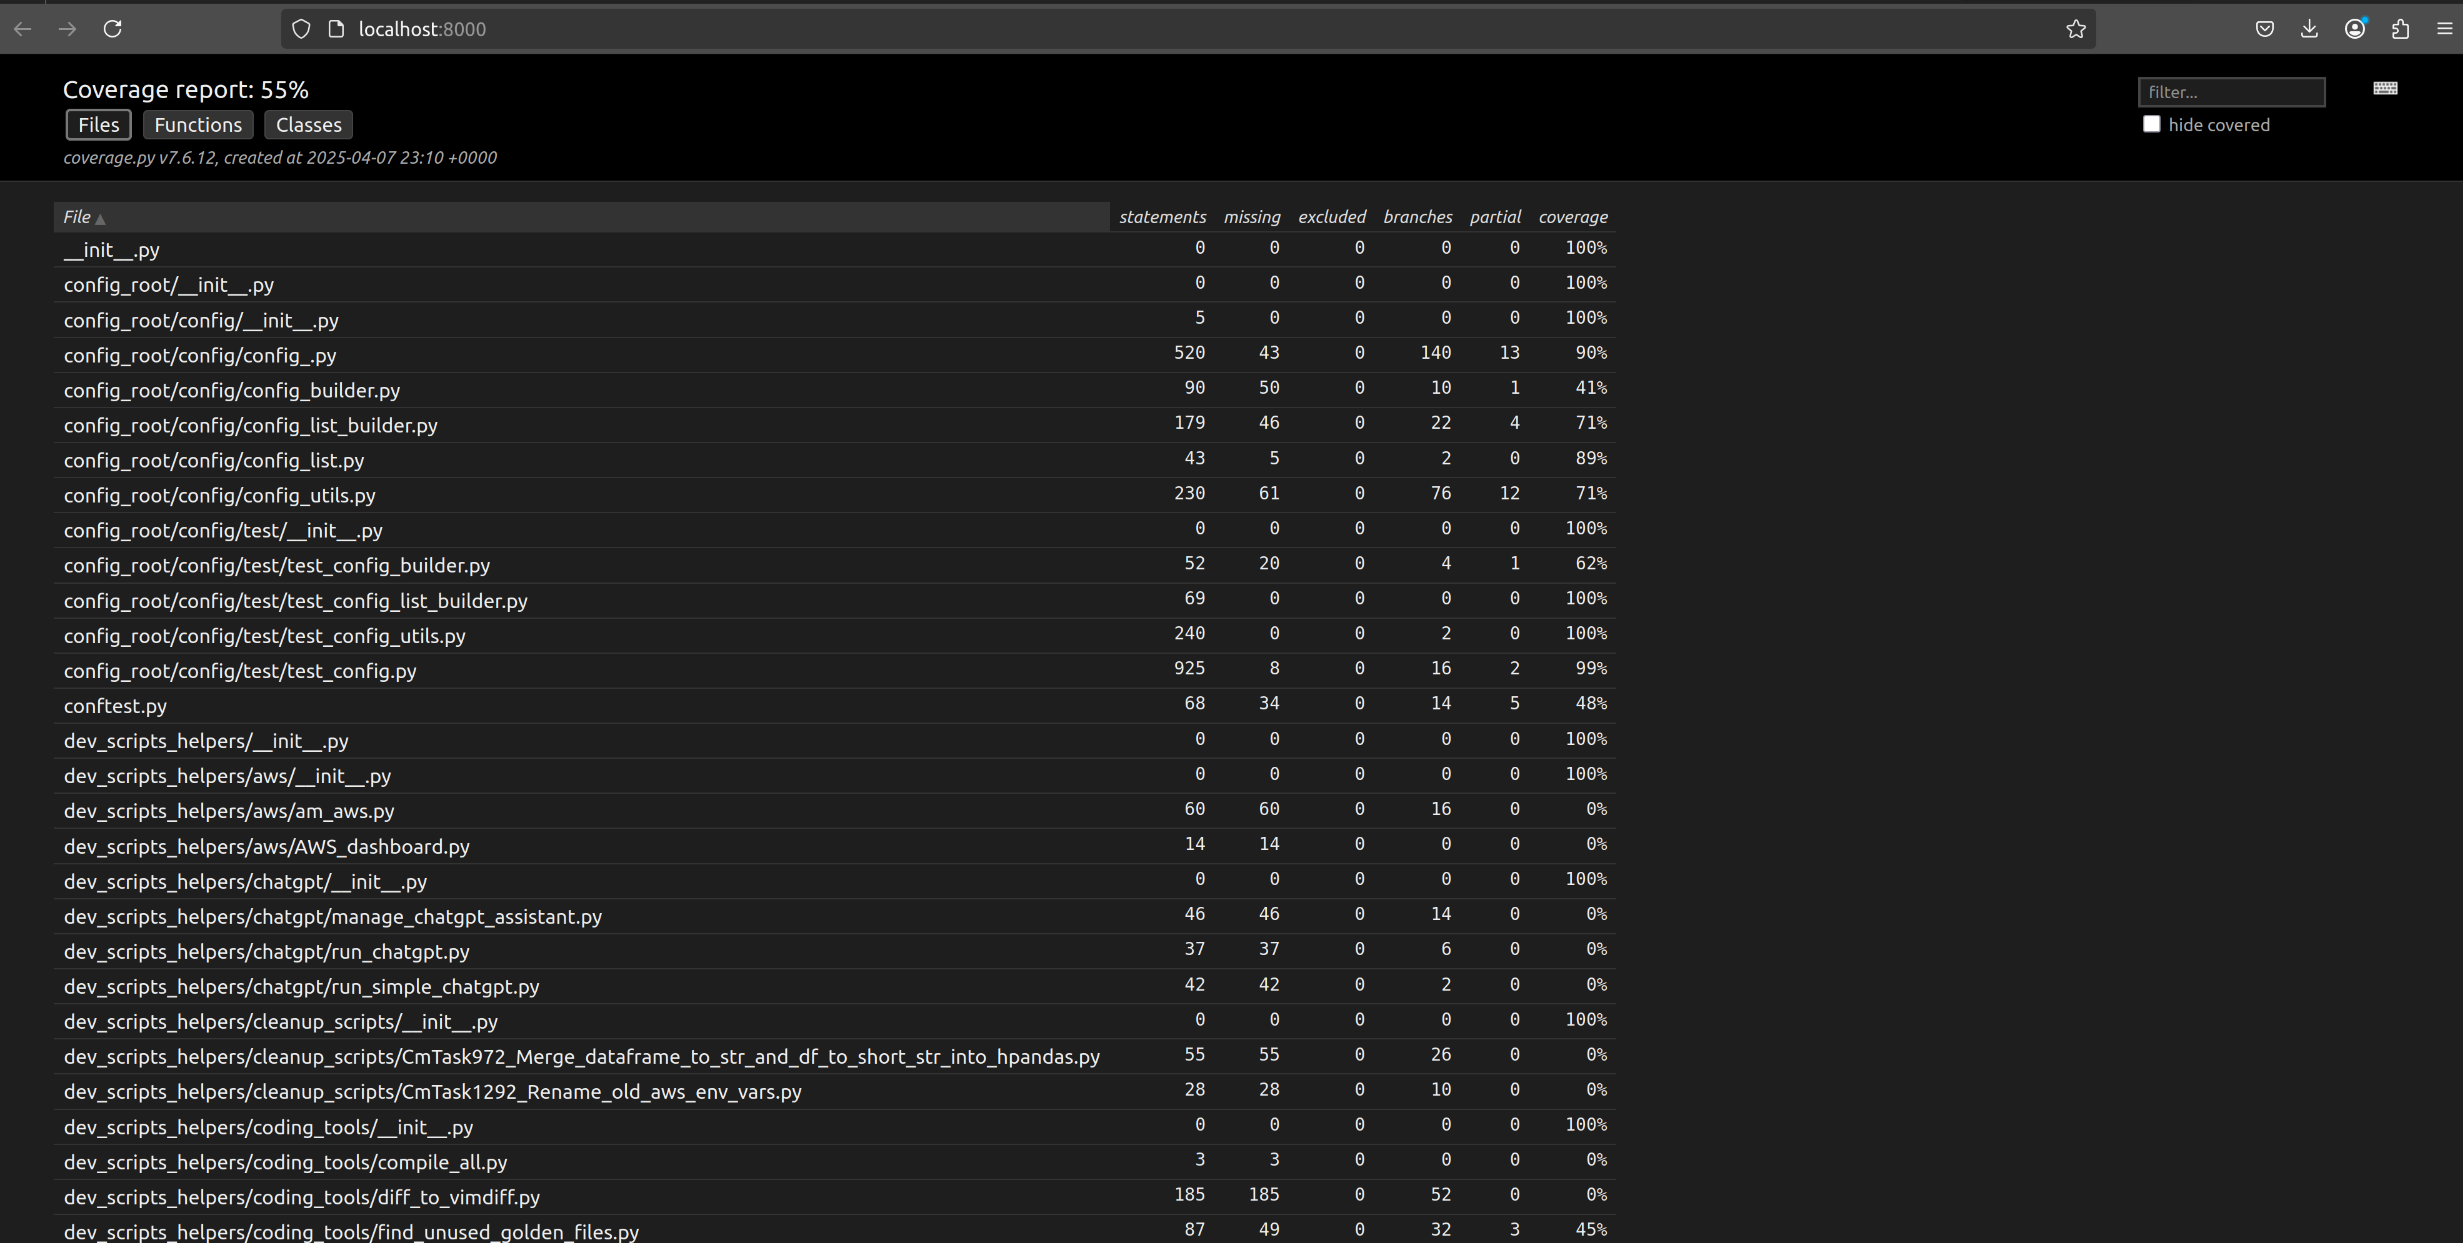 localhost:8000
Coverage report: 55%
filter...
Files Functions Classes
hide covered
coverage.py v7.6.12, created at 2025-04-07 23:10 +0000
File ▲ statements missing excluded branches partial coverage
__init__.py 0 0 0 0 0 100%
config_root/__init__.py 0 0 0 0 0 100%
config_root/config/__init__.py 5 0 0 0 0 100%
config_root/config/config_.py 520 43 0 140 13 90%
config_root/config/config_builder.py 90 50 0 10 1 41%
config_root/config/config_list_builder.py 179 46 0 22 4 71%
config_root/config/config_list.py 43 5 0 2 0 89%
config_root/config/config_utils.py 230 61 0 76 12 71%
config_root/config/test/__init__.py 0 0 0 0 0 100%
config_root/config/test/test_config_builder.py 52 20 0 4 1 62%
config_root/config/test/test_config_list_builder.py 69 0 0 0 0 100%
config_root/config/test/test_config_utils.py 240 0 0 2 0 100%
config_root/config/test/test_config.py 925 8 0 16 2 99%
conftest.py 68 34 0 14 5 48%
dev_scripts_helpers/__init__.py 0 0 0 0 0 100%
dev_scripts_helpers/aws/__init__.py 0 0 0 0 0 100%
dev_scripts_helpers/aws/am_aws.py 60 60 0 16 0 0%
dev_scripts_helpers/aws/AWS_dashboard.py 14 14 0 0 0 0%
dev_scripts_helpers/chatgpt/__init__.py 0 0 0 0 0 100%
dev_scripts_helpers/chatgpt/manage_chatgpt_assistant.py 46 46 0 14 0 0%
dev_scripts_helpers/chatgpt/run_chatgpt.py 37 37 0 6 0 0%
dev_scripts_helpers/chatgpt/run_simple_chatgpt.py 42 42 0 2 0 0%
dev_scripts_helpers/cleanup_scripts/__init__.py 0 0 0 0 0 100%
dev_scripts_helpers/cleanup_scripts/CmTask972_Merge_dataframe_to_str_and_df_to_short_str_into_hpandas.py 55 55 0 26 0 0%
dev_scripts_helpers/cleanup_scripts/CmTask1292_Rename_old_aws_env_vars.py 28 28 0 10 0 0%
dev_scripts_helpers/coding_tools/__init__.py 0 0 0 0 0 100%
dev_scripts_helpers/coding_tools/compile_all.py 3 3 0 0 0 0%
dev_scripts_helpers/coding_tools/diff_to_vimdiff.py 185 185 0 52 0 0%
dev_scripts_helpers/coding_tools/find_unused_golden_files.py 87 49 0 32 3 45%